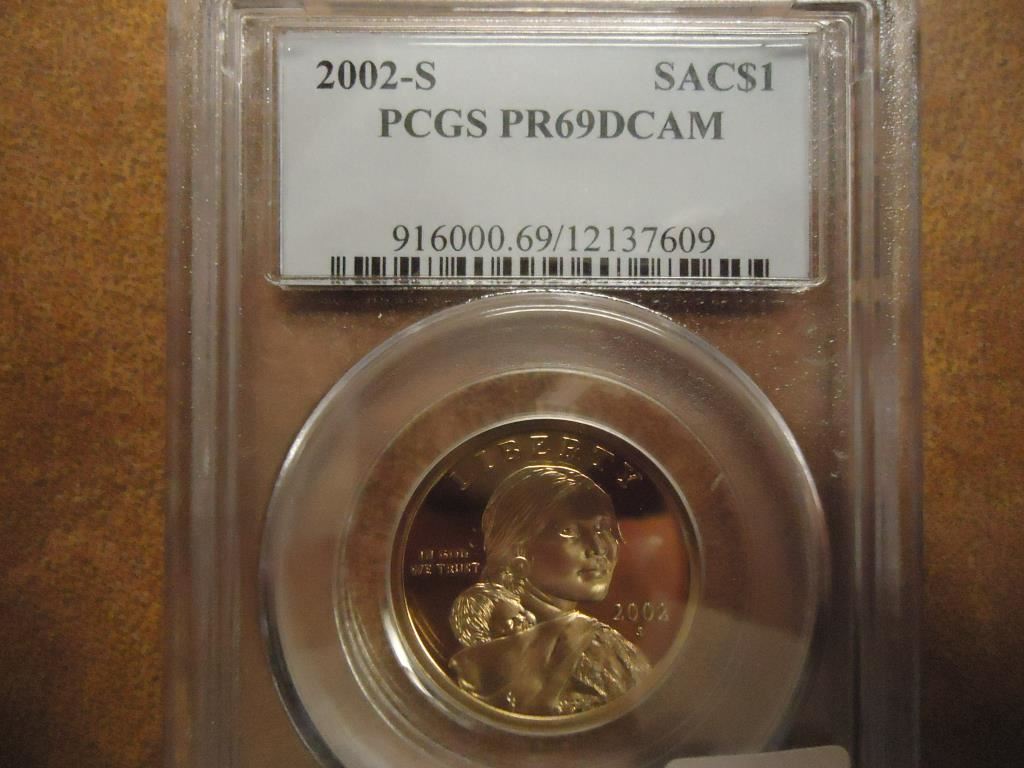 2002-S SAC$1
PCGS PR69DCAM
916000.69/12137609
LIBERTY
IN GOD
WE TRUST
2002
S